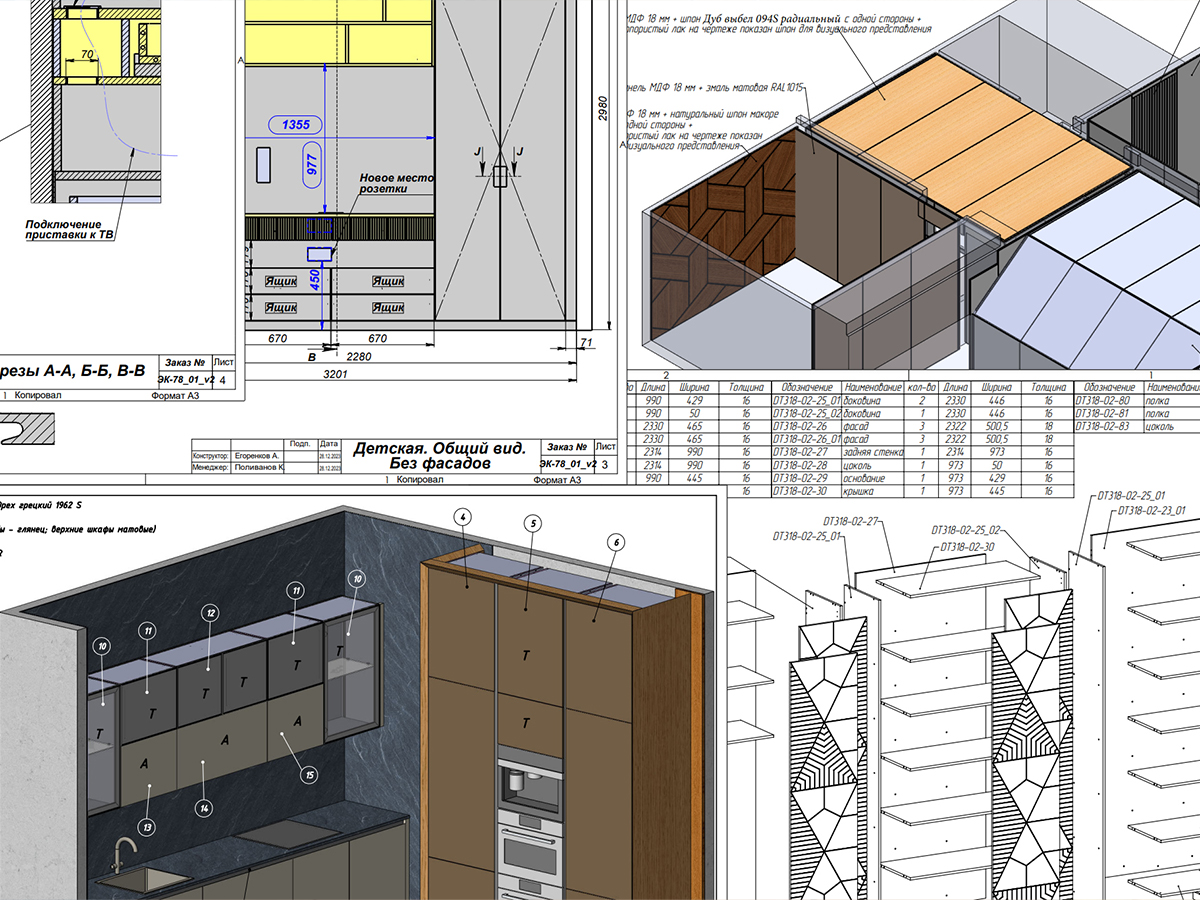 70
Подключение
приставки к ТВ
резы А-А, Б-Б, В-В
Заказ №
Лист
ЭК-78_01_v2
4
1
Копировал
Формат А3
А
1355
977
Новое место
розетки
J
J
2980
450
Ящик
Ящик
Ящик
Ящик
670
670
71
В
2280
3201
Подп.
Дата
Конструктор:
Егоренков А.
28.12.2023
Менеджер:
Поливанов К.
28.12.2023
Детская. Общий вид.
Без фасадов
Заказ №
Лист
ЭК-78_01_v2
3
1
Копировал
Формат А3
МДФ 18 мм + шпон Дуб выбел 094S радиальный с одной стороны +
пористый лак на чертеже показан шпон для визуального представления
нель МДФ 18 мм + эмаль матовая RAL1015
Ф 18 мм + натуральный шпон макоре
одной стороны +
пористый лак на чертеже показан
визуального представления
А
2
1
Длина Ширина Толщина Обозначение Наименование кол-во Длина Ширина Толщина Обозначение Наименование
990 429 16 DT318-02-25_01 боковина 2 2330 446 16 DT318-02-80 полка
990 50 16 DT318-02-25_02 боковина 1 2330 446 16 DT318-02-81 полка
2330 465 16 DT318-02-26 фасад 3 2322 500,5 18 DT318-02-83 цоколь
2330 465 16 DT318-02-26_01 фасад 3 2322 500,5 18
2314 990 16 DT318-02-27 задняя стенка 1 2314 973 16
2314 990 16 DT318-02-28 цоколь 1 973 50 16
990 429 16 DT318-02-29 основание 1 973 429 16
990 445 16 DT318-02-30 крышка 1 973 445 16
Орех грецкий 1962 S
ы - глянец; верхние шкафы матовые)
4
5
6
10
11
12
11
10
Т
Т
Т
Т
Т
Т
А
А
А
13
14
15
Т
Т
DT318-02-27
DT318-02-25_01
DT318-02-25_02
DT318-02-30
DT318-02-25_01
DT318-02-23_01